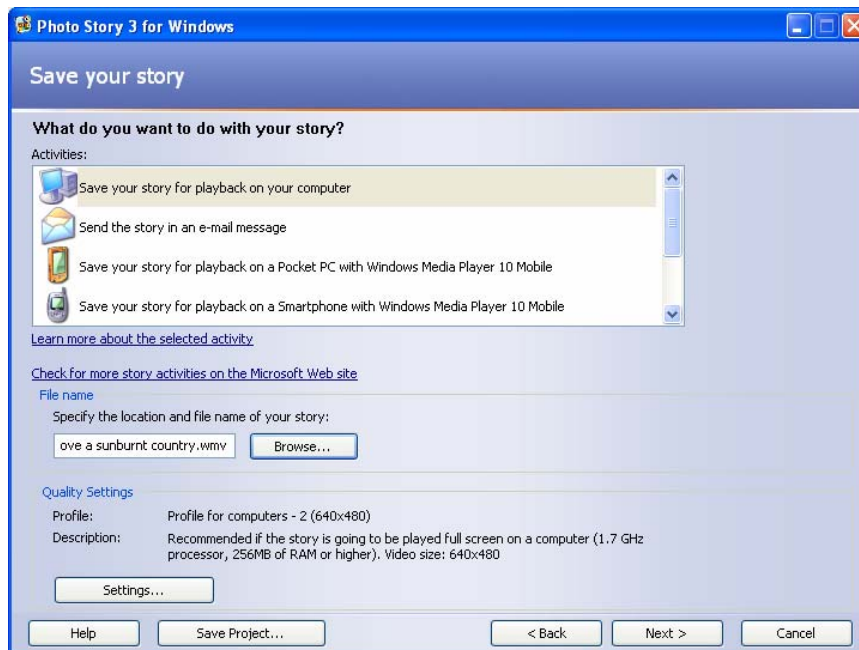 Photo Story 3 for Windows
Save your story
What do you want to do with your story?
Activities:
Save your story for playback on your computer
Send the story in an e-mail message
Save your story for playback on a Pocket PC with Windows Media Player 10 Mobile
Save your story for playback on a Smartphone with Windows Media Player 10 Mobile
Learn more about the selected activity
Check for more story activities on the Microsoft Web site
File name
Specify the location and file name of your story:
ove a sunburnt country.wmv Browse...
Quality Settings
Profile: Profile for computers - 2 (640x480)
Description: Recommended if the story is going to be played full screen on a computer (1.7 GHz
processor, 256MB of RAM or higher). Video size: 640x480
Settings...
Help Save Project... < Back Next > Cancel